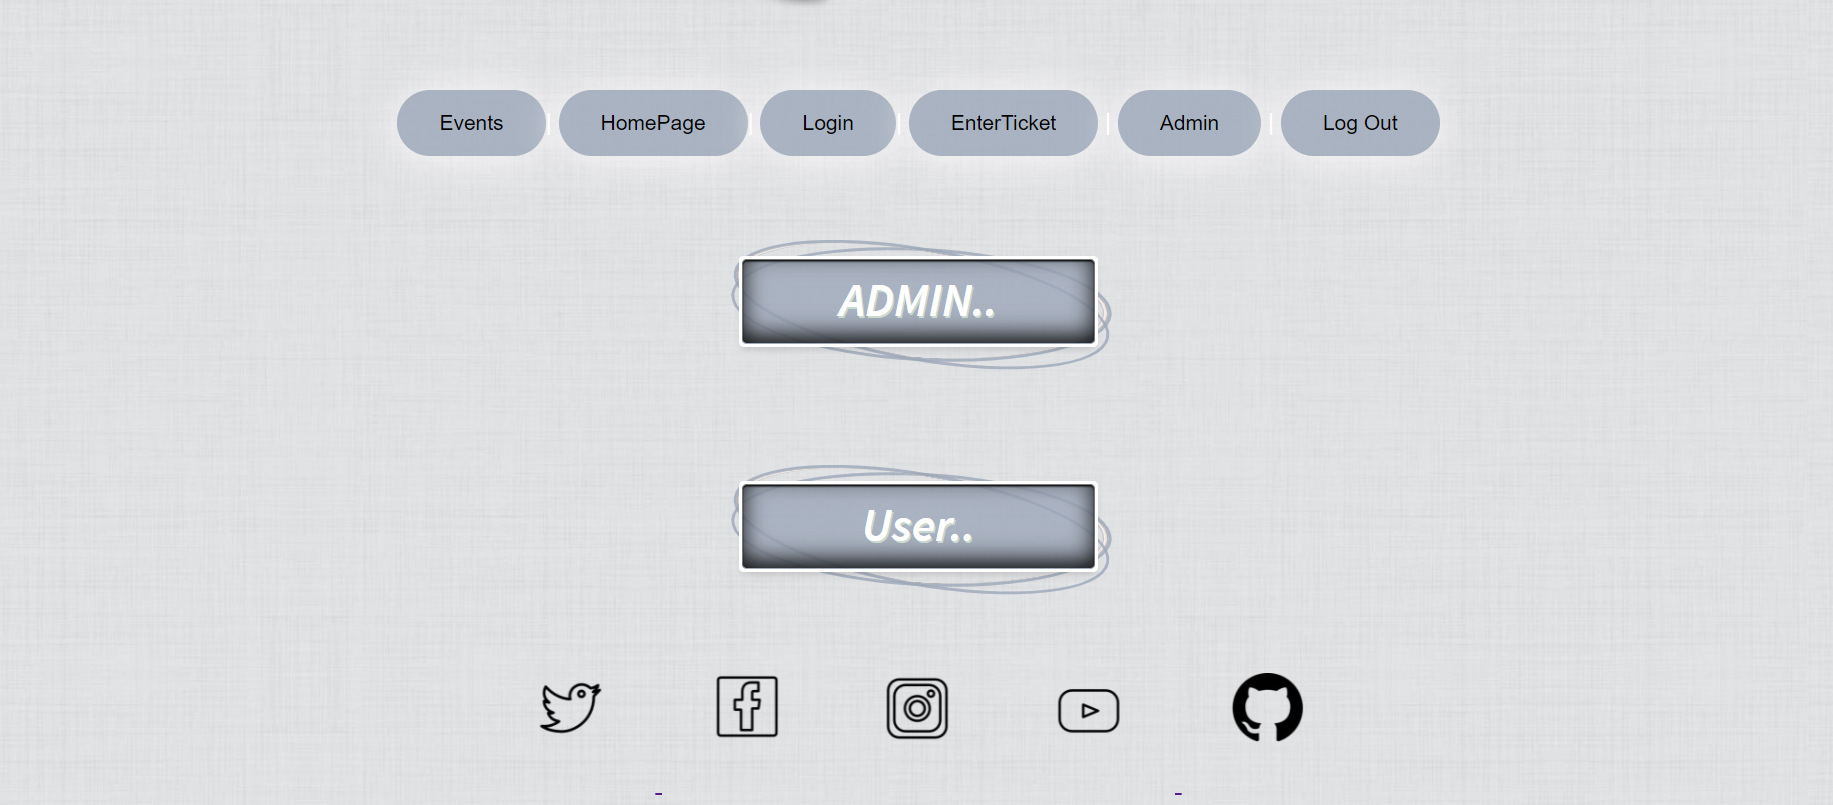 Events | HomePage | Login | EnterTicket | Admin | Log Out
ADMIN..
User..